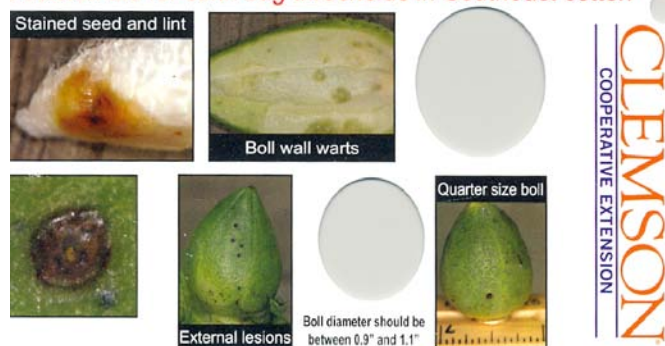 Stained seed and lint
Boll wall warts
Quarter size boll
External lesions
Boll diameter should be
between 0.9" and 1.1"
CLEMSON
COOPERATIVE EXTENSION